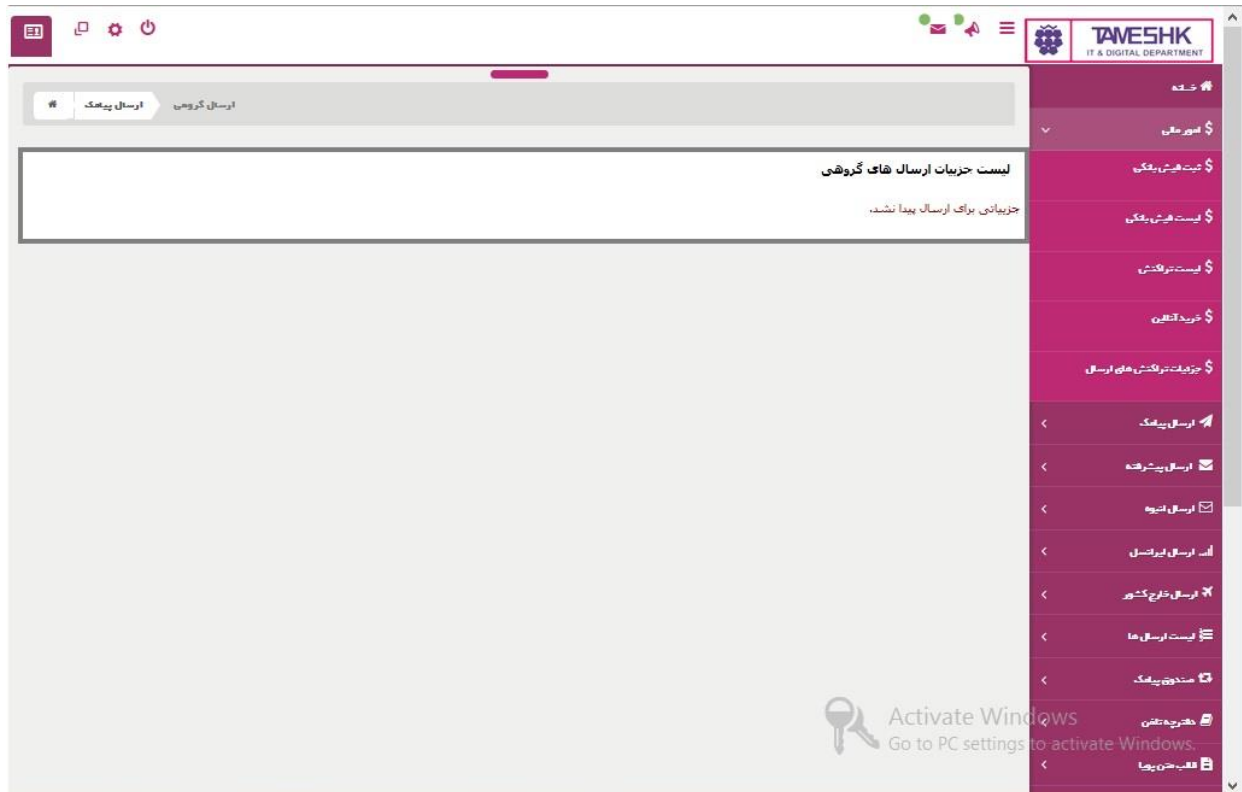 TAMESHK
IT & DIGITAL DEPARTMENT
خانه
ارسال گروهی
ارسال پیامک
$ امور مالی
$ ثبت فیش بانکی
لیست جزییات ارسال های گروهی
جزییاتی برای ارسال پیدا نشد.
$ لیست فیش بانکی
$ لیست تراکنش
$ خرید آنلاین
$ جزئیات تراکنش های ارسال
ارسال پیامک
ارسال پیشرفته
ارسال انبوه
ارسال ایرانسل
ارسال خارج کشور
لیست ارسال ها
صندوق پیامک
دفترچه تلفن
قالب متن پویا
Activate Windows
Go to PC settings to activate Windows.